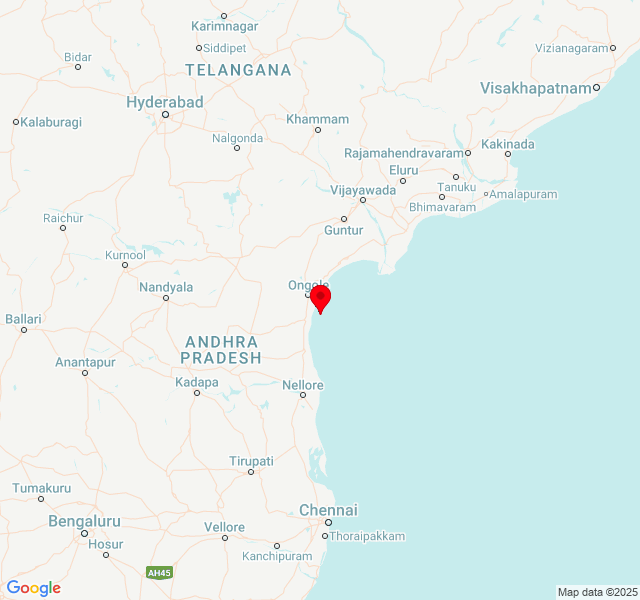 Karimnagar
Siddipet
Vizianagaram
Bidar
TELANGANA
Visakhapatnam
Hyderabad
Khammam
Kalaburagi
Nalgonda
Kakinada
Rajamahendravaram
Eluru
Tanuku
Vijayawada
Amalapuram
Bhimavaram
Raichur
Guntur
Kurnool
Ongole
Nandyala
Ballari
ANDHRA
PRADESH
Anantapur
Kadapa
Nellore
Tirupati
Tumakuru
Chennai
Bengaluru
Vellore
Thoraipakkam
Hosur
Kanchipuram
AH45
Google
Map data ©2025